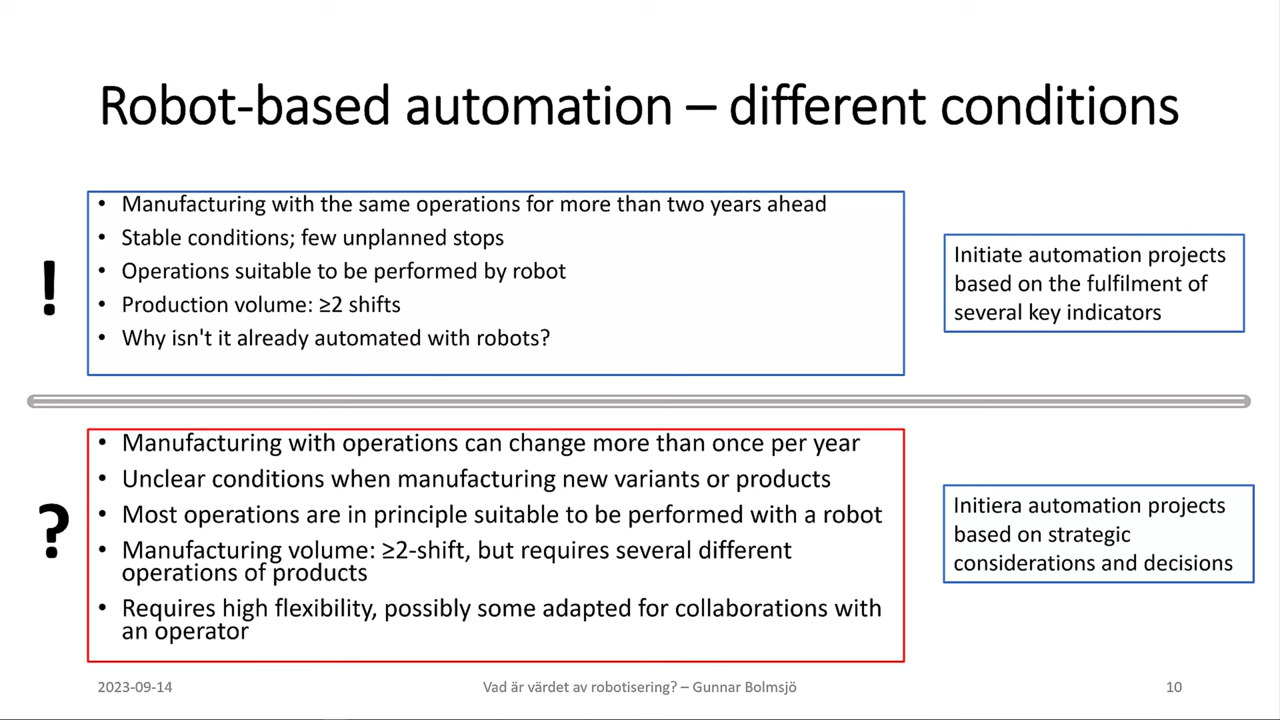 Robot-based automation – different conditions
!
• Manufacturing with the same operations for more than two years ahead
• Stable conditions; few unplanned stops
• Operations suitable to be performed by robot
• Production volume: ≥2 shifts
• Why isn't it already automated with robots?
Initiate automation projects
based on the fulfilment of
several key indicators
?
• Manufacturing with operations can change more than once per year
• Unclear conditions when manufacturing new variants or products
• Most operations are in principle suitable to be performed with a robot
• Manufacturing volume: ≥2-shift, but requires several different
operations of products
• Requires high flexibility, possibly some adapted for collaborations with
an operator
Initiera automation projects
based on strategic
considerations and decisions
2023-09-14
Vad är värdet av robotisering? – Gunnar Bolmsjö
10